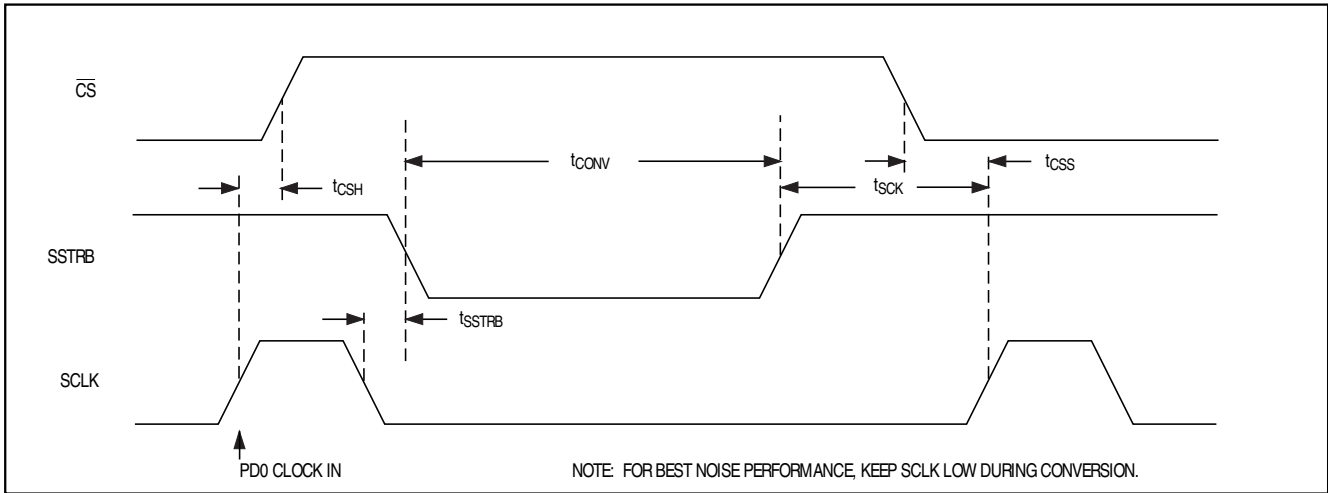 CS
tCONV
tCSS
tCSH
tSCK
SSTRB
tSSTRB
SCLK
PD0 CLOCK IN
NOTE: FOR BEST NOISE PERFORMANCE, KEEP SCLK LOW DURING CONVERSION.